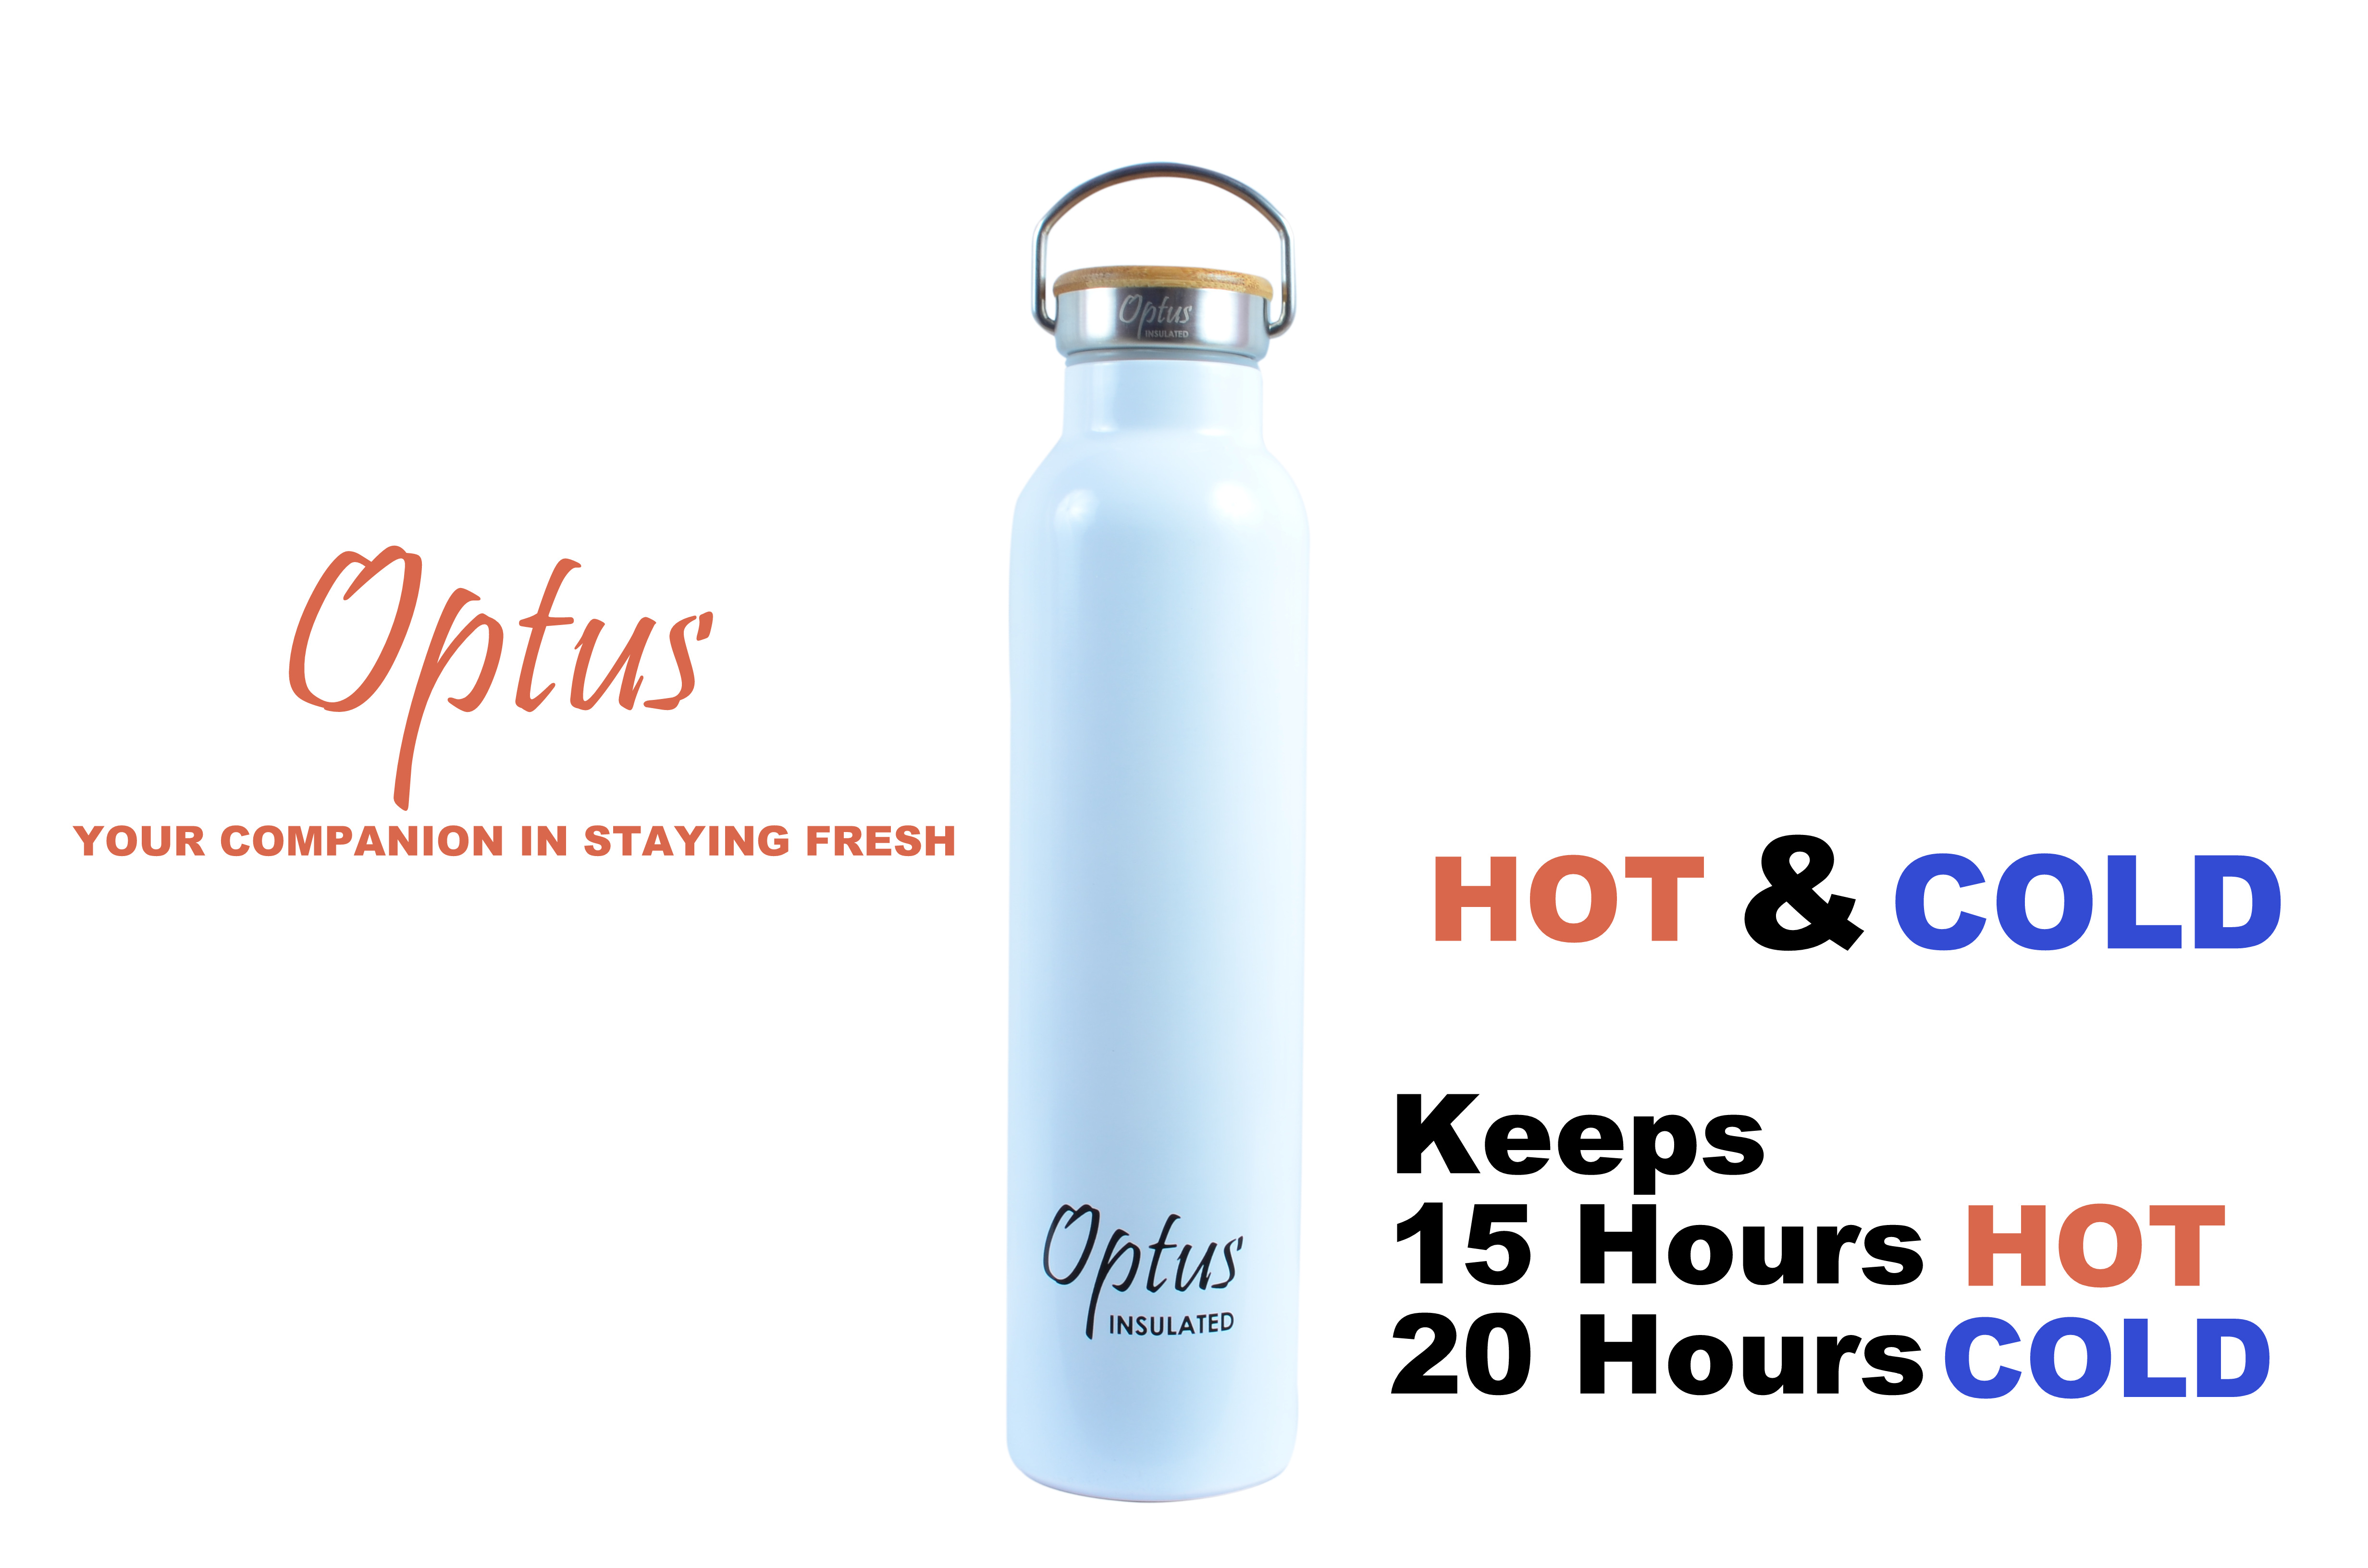 Optus
INSULATED
Optus
YOUR COMPANION IN STAYING FRESH
HOT & COLD
Keeps
15 Hours HOT
20 Hours COLD
Optus
INSULATED